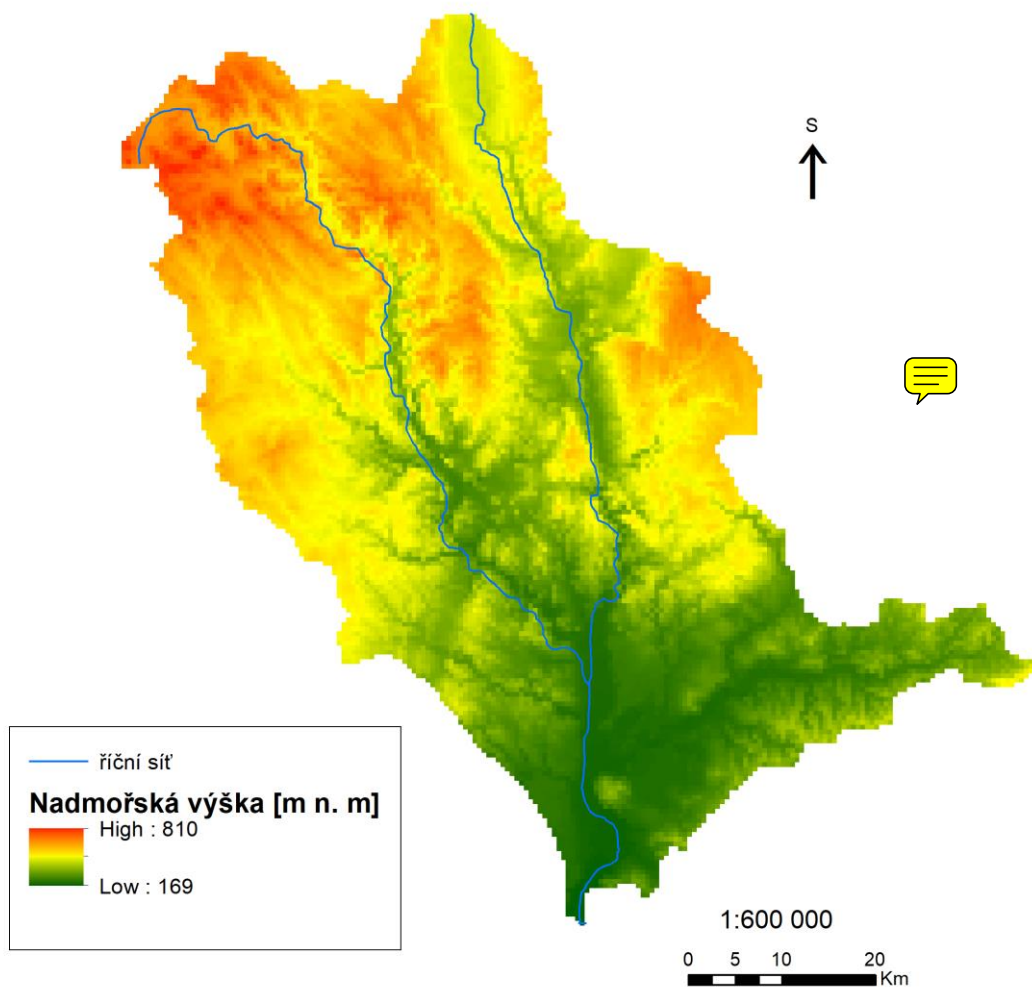 S
říční síť
Nadmořská výška [m n. m]
High : 810
Low : 169
1:600 000
0 5 10 20
Km